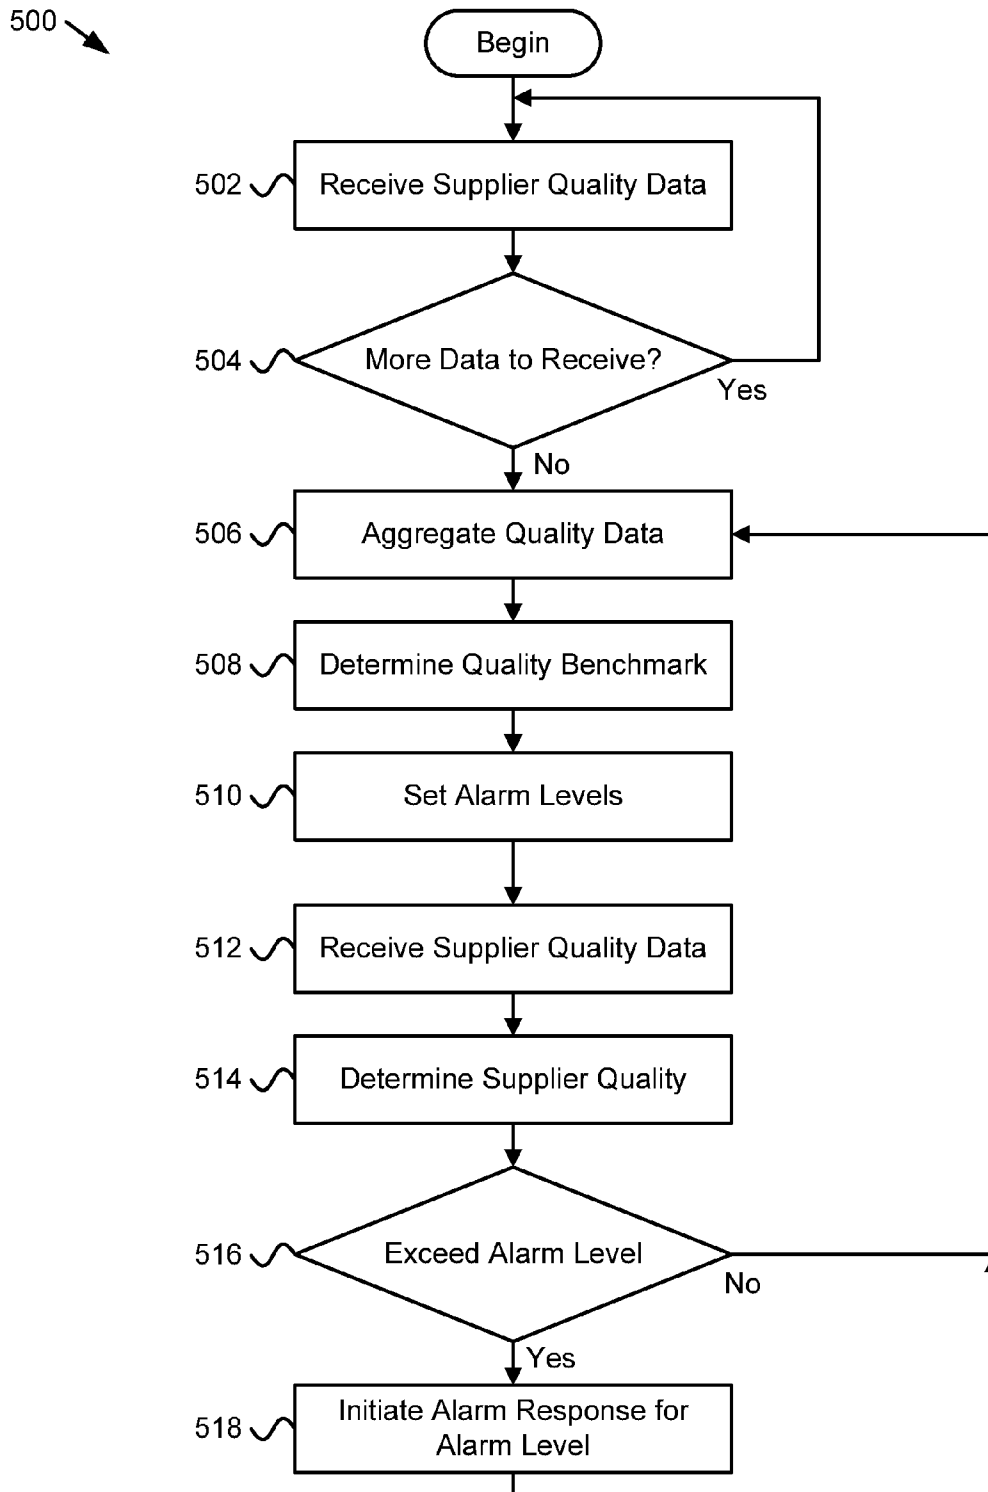 500
Begin
502
Receive Supplier Quality Data
504
More Data to Receive?
Yes
No
506
Aggregate Quality Data
508
Determine Quality Benchmark
510
Set Alarm Levels
512
Receive Supplier Quality Data
514
Determine Supplier Quality
516
Exceed Alarm Level
No
Yes
518
Initiate Alarm Response for
Alarm Level